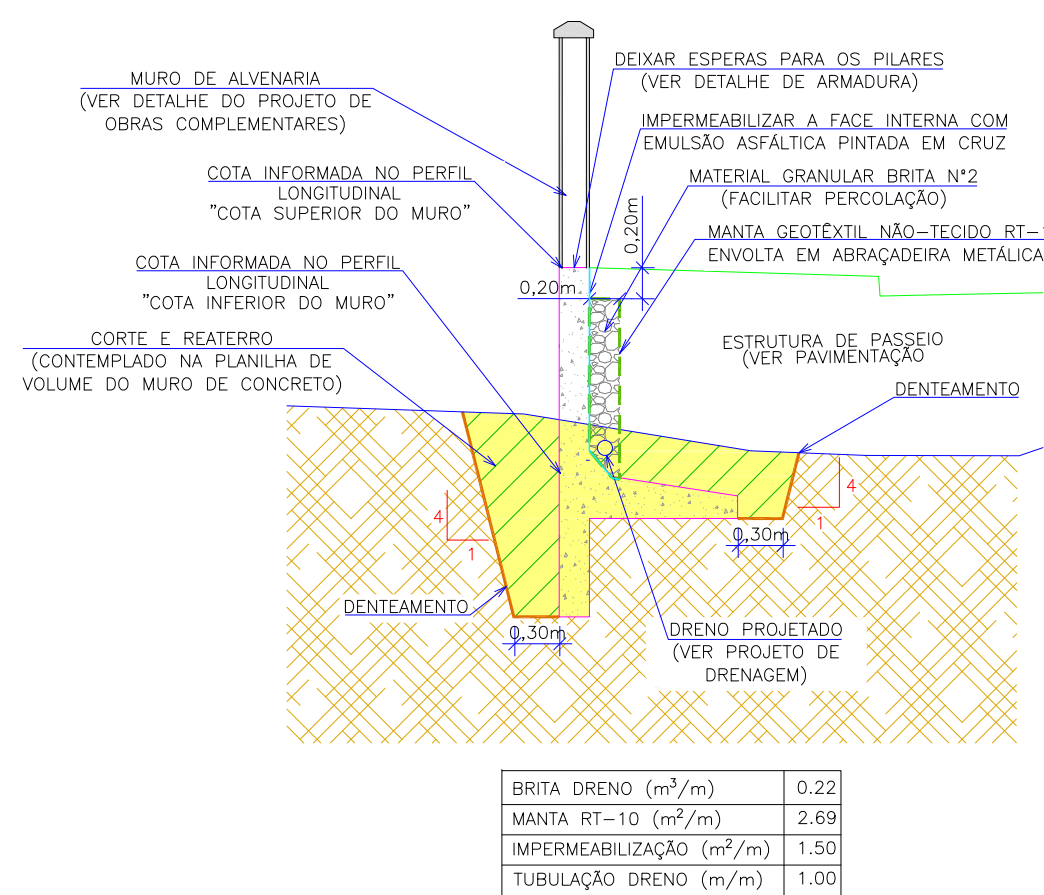 MURO DE ALVENARIA
(VER DETALHE DO PROJETO DE
OBRAS COMPLEMENTARES)
COTA INFORMADA NO PERFIL
LONGITUDINAL
"COTA SUPERIOR DO MURO"
COTA INFORMADA NO PERFIL
LONGITUDINAL
"COTA INFERIOR DO MURO"
CORTE E REATERRO
(CONTEMPLADO NA PLANILHA DE
VOLUME DO MURO DE CONCRETO)
DEIXAR ESPERAS PARA OS PILARES
(VER DETALHE DE ARMADURA)
IMPERMEABILIZAR A FACE INTERNA COM
EMULSÃO ASFÁLTICA PINTADA EM CRUZ
MATERIAL GRANULAR BRITA N°2
(FACILITAR PERCOLAÇÃO)
MANTA GEOTÊXTIL NÃO-TECIDO RT-1
ENVOLTA EM ABRAÇADEIRA METÁLICA
0,20m
0,20m
ESTRUTURA DE PASSEIO
(VER PAVIMENTAÇÃO
DENTEAMENTO
4
1
4
1
0,30m
DENTEAMENTO
0,30m
DRENO PROJETADO
(VER PROJETO DE
DRENAGEM)
BRITA DRENO (m³/m) 0.22
MANTA RT-10 (m²/m) 2.69
IMPERMEABILIZAÇÃO (m²/m) 1.50
TUBULAÇÃO DRENO (m/m) 1.00